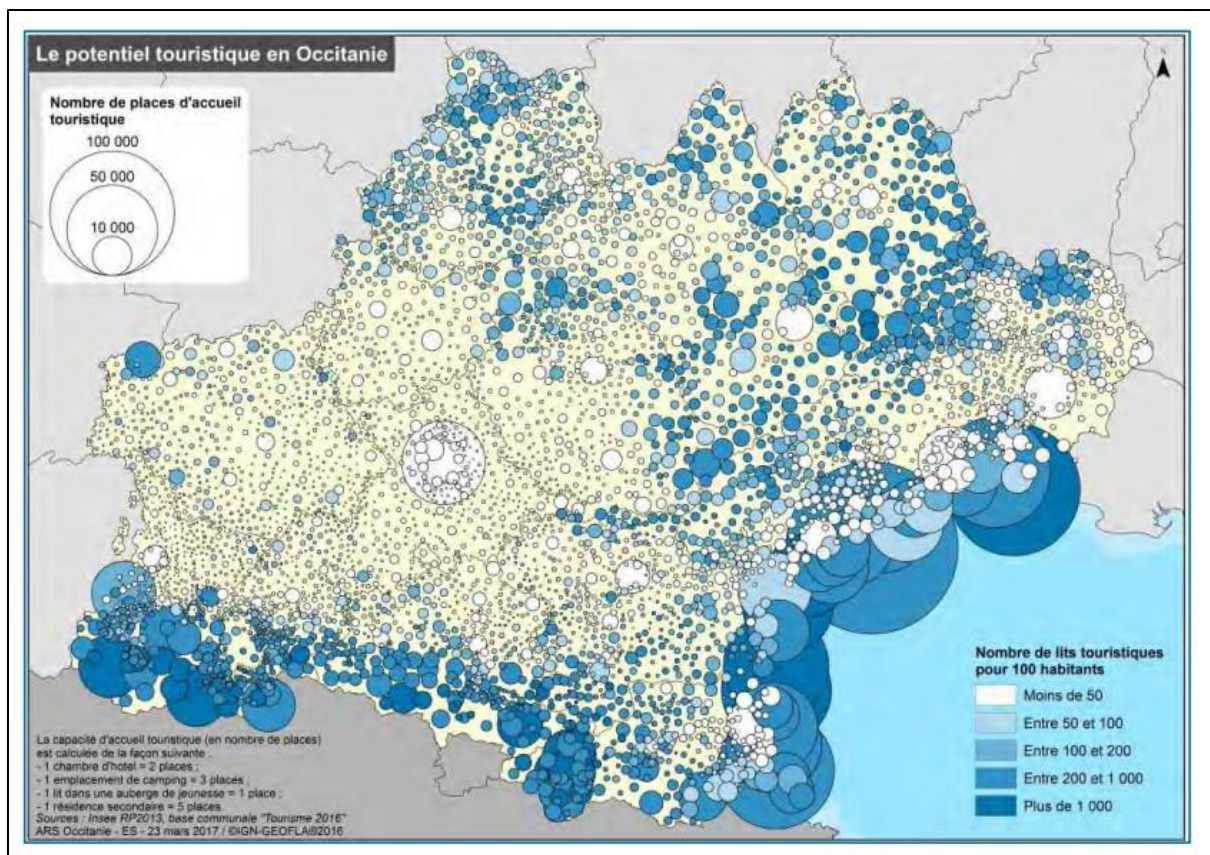 Le potentiel touristique en Occitanie
Nombre de places d'accueil
touristique
100 000
50 000
10 000
Nombre de lits touristiques
pour 100 habitants
Moins de 50
Entre 50 et 100
Entre 100 et 200
Entre 200 et 1 000
Plus de 1 000
La capacité d'accueil touristique (en nombre de places)
est calculée de la façon suivante :
- 1 chambre d'hotel = 2 places ;
- 1 emplacement de camping = 3 places ;
- 1 lit dans une auberge de jeunesse = 1 place ;
- 1 résidence secondaire = 5 places
Sources : Insee RP2013, base communale "Tourisme 2016"
ARS Occitanie - ES - 23 mars 2017 / ©IGN-GEOFLA®2016